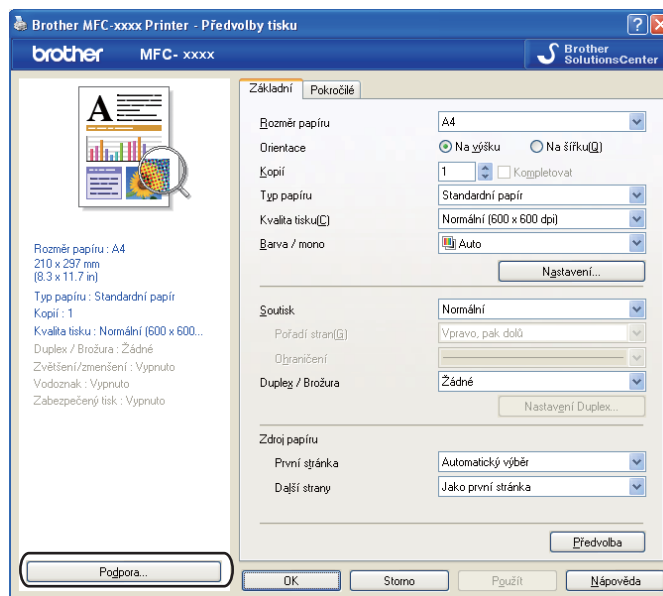 Brother MFC-xxxx Printer - Předvolby tisku
brother MFC- xxxx
Brother
SolutionsCenter
A
Rozměr papíru : A4
210 x 297 mm
(8.3 x 11.7 in)
Typ papíru : Standardní papír
Kopií : 1
Kvalita tisku : Normální (600 x 600...
Duplex / Brožura : Žádné
Zvětšení/zmenšení : Vypnuto
Vodoznak : Vypnuto
Zabezpečený tisk : Vypnuto
Podpora...
Základní Pokročilé
Rozměr papíru A4
Orientace Na výšku Na šířku(Q)
Kopií 1 Kompletovat
Typ papíru Standardní papír
Kvalita tisku(C) Normální (600 x 600 dpi)
Barva / mono Auto
Nastavení...
Soutisk Normální
Pořadí stran(G) Vpravo, pak dolů
Ohraničení
Duplex / Brožura Žádné
Nastavení Duplex...
Zdroj papíru
První stránka Automatický výběr
Další strany Jako první stránka
Předvolba
OK Storno Použít Nápověda